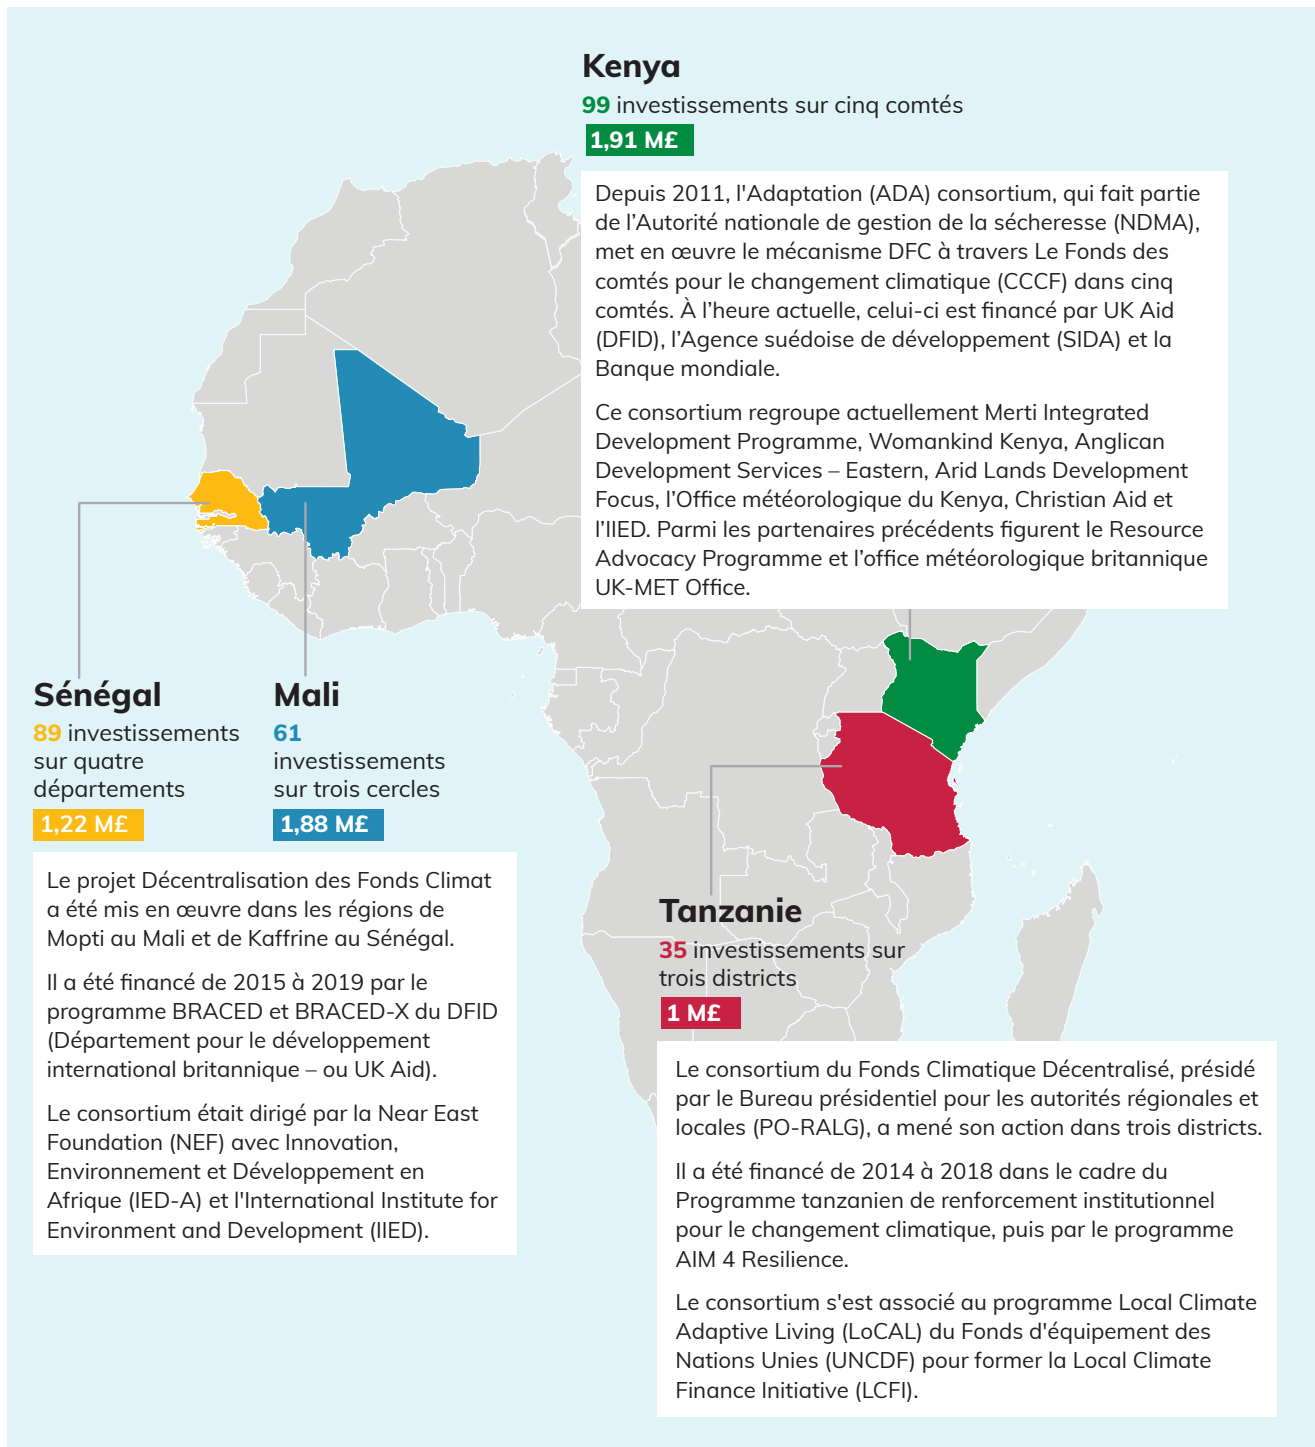 Kenya
99 investissements sur cinq comtés
1,91 M£
Depuis 2011, l'Adaptation (ADA) consortium, qui fait partie
de l’Autorité nationale de gestion de la sécheresse (NDMA),
met en œuvre le mécanisme DFC à travers Le Fonds des
comtés pour le changement climatique (CCCF) dans cinq
comtés. À l’heure actuelle, celui-ci est financé par UK Aid
(DFID), l’Agence suédoise de développement (SIDA) et la
Banque mondiale.
Ce consortium regroupe actuellement Merti Integrated
Development Programme, Womankind Kenya, Anglican
Development Services – Eastern, Arid Lands Development
Focus, l’Office météorologique du Kenya, Christian Aid et
l’IIED. Parmi les partenaires précédents figurent le Resource
Advocacy Programme et l’office météorologique britannique
UK-MET Office.
Sénégal
89 investissements
sur quatre
départements
1,22 M£
Mali
61
investissements
sur trois cercles
1,88 M£
Le projet Décentralisation des Fonds Climat
a été mis en œuvre dans les régions de
Mopti au Mali et de Kaffrine au Sénégal.
Il a été financé de 2015 à 2019 par le
programme BRACED et BRACED-X du DFID
(Département pour le développement
international britannique – ou UK Aid).
Le consortium était dirigé par la Near East
Foundation (NEF) avec Innovation,
Environnement et Développement en
Afrique (IED-A) et l'International Institute for
Environment and Development (IIED).
Tanzanie
35 investissements sur
trois districts
1 M£
Le consortium du Fonds Climatique Décentralisé, présidé
par le Bureau présidentiel pour les autorités régionales et
locales (PO-RALG), a mené son action dans trois districts.
Il a été financé de 2014 à 2018 dans le cadre du
Programme tanzanien de renforcement institutionnel
pour le changement climatique, puis par le programme
AIM 4 Resilience.
Le consortium s'est associé au programme Local Climate
Adaptive Living (LoCAL) du Fonds d'équipement des
Nations Unies (UNCDF) pour former la Local Climate
Finance Initiative (LCFI).